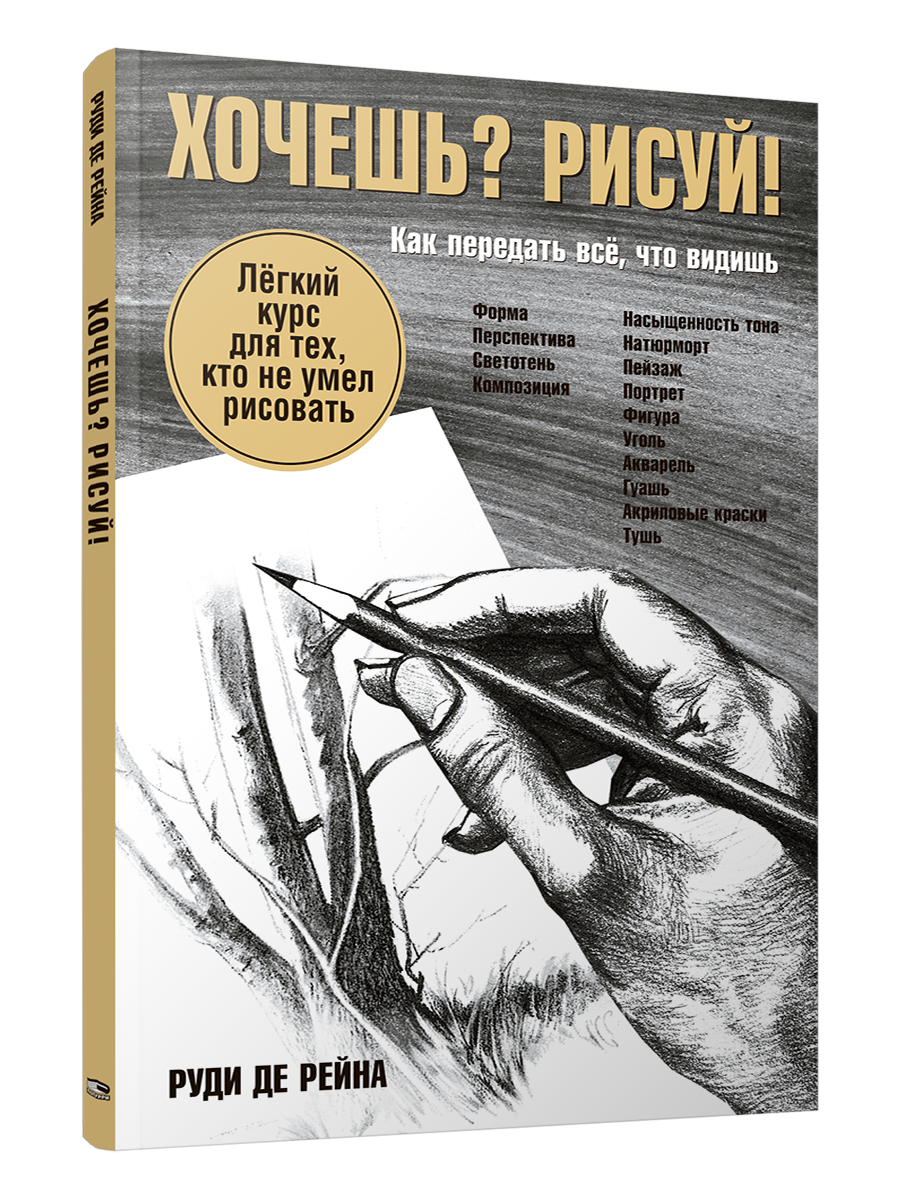 ХОЧЕШЬ? РИСУЙ!
Как передать всё, что видишь
Лёгкий
курс
для тех,
кто не умел
рисовать
Форма
Перспектива
Светотень
Композиция
Насыщенность тона
Натюрморт
Пейзаж
Портрет
Фигура
Уголь
Акварель
Гуашь
Акриловые краски
Тушь
РУДИ ДЕ РЕЙНА
РУДИ ДЕ РЕЙНА
ХОЧЕШЬ? РИСУЙ!